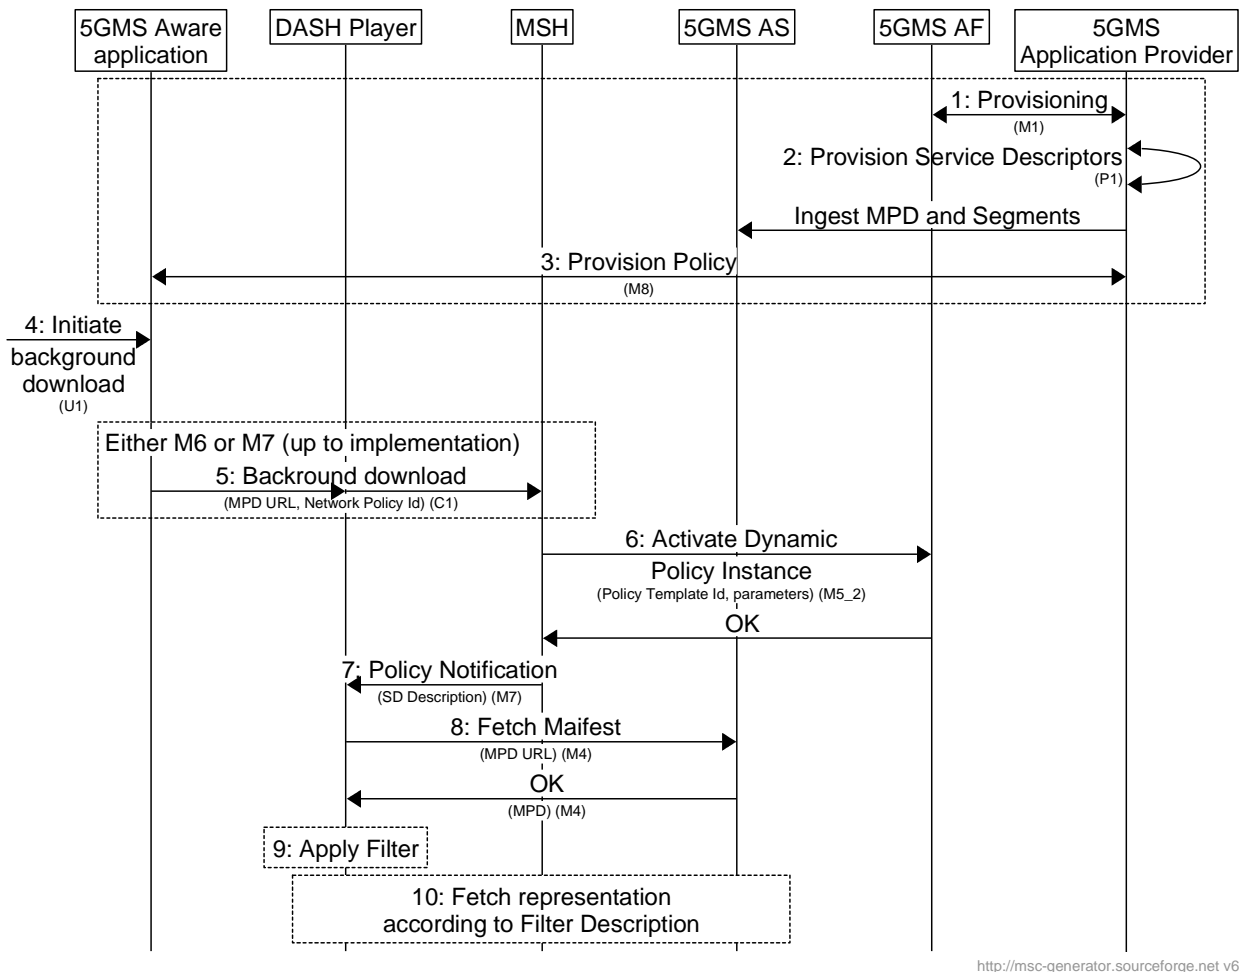 5GMS Aware
application
DASH Player
MSH
5GMS AS
5GMS AF
5GMS
Application Provider
1: Provisioning
(M1)
2: Provision Service Descriptors
(P1)
Ingest MPD and Segments
3: Provision Policy
(M8)
4: Initiate
background
download
(U1)
Either M6 or M7 (up to implementation)
5: Backround download
(MPD URL, Network Policy Id) (C1)
6: Activate Dynamic
Policy Instance
(Policy Template Id, parameters) (M5_2)
OK
7: Policy Notification
(SD Description) (M7)
8: Fetch Maifest
(MPD URL) (M4)
OK
(MPD) (M4)
9: Apply Filter
10: Fetch representation
according to Filter Description
http://msc-generator.sourceforge.net v6